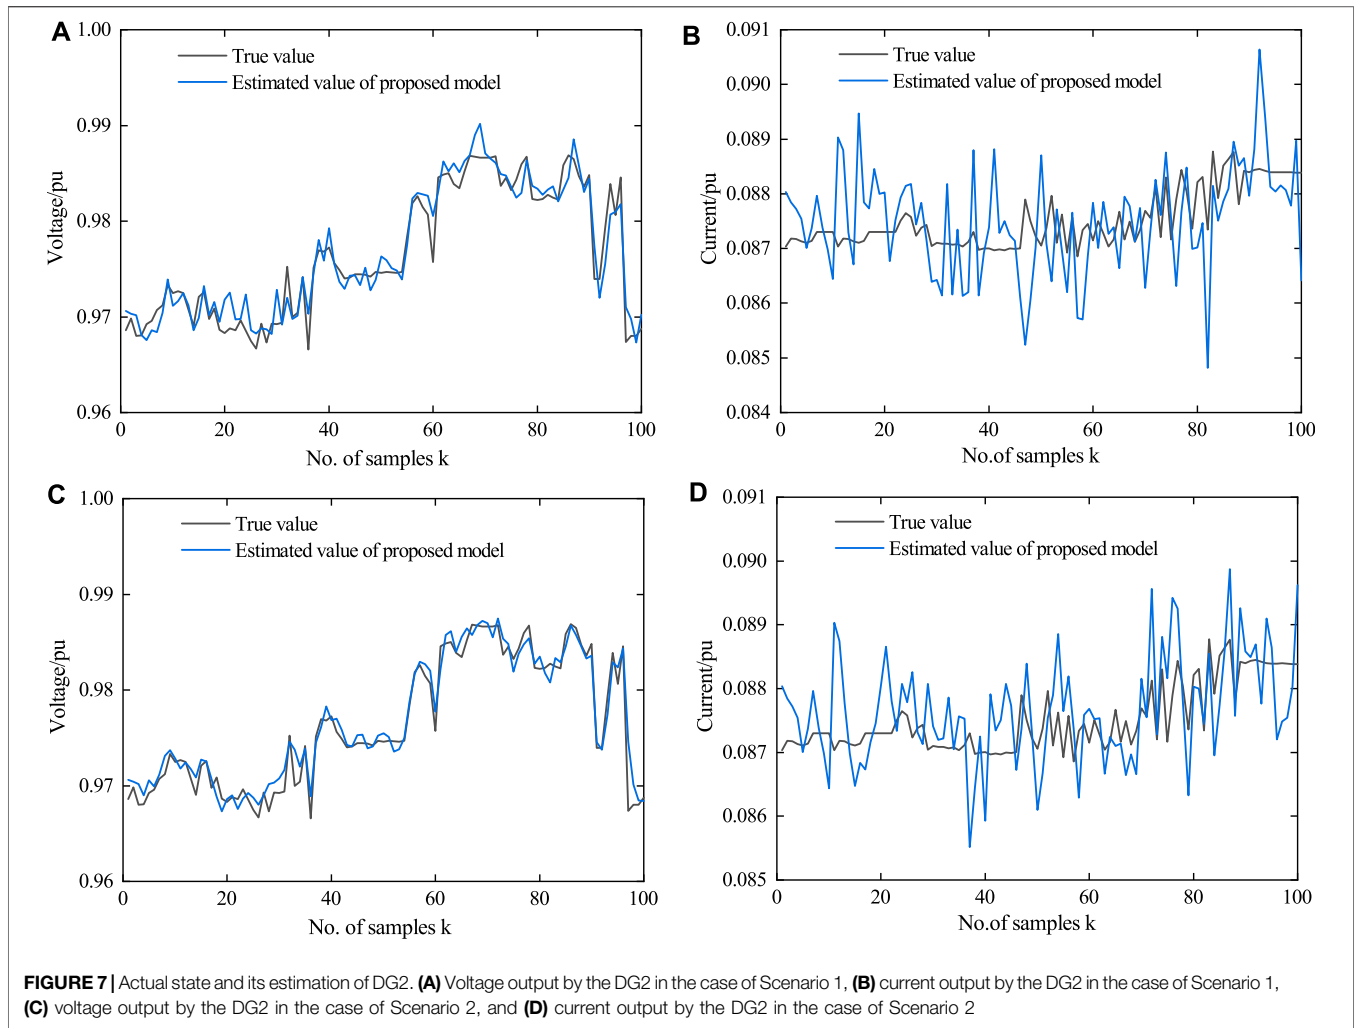 A
1.00
True value
Estimated value of proposed model
0.99
0.98
0.97
0.96
Voltage/pu
0
20
40
60
80
100
No. of samples k
B
0.091
True value
0.090
Estimated value of proposed model
0.089
0.088
0.087
0.086
0.085
0.084
Current/pu
0
20
40
60
80
100
No.of samples k
C
1.00
True value
Estimated value of proposed model
0.99
0.98
0.97
0.96
Voltage/pu
0
20
40
60
80
100
No. of samples k
D
0.091
True value
Estimated value of proposed model
0.090
0.089
0.088
0.087
0.086
0.085
Current/pu
0
20
40
60
80
100
No.of samples k
FIGURE 7 | Actual state and its estimation of DG2. (A) Voltage output by the DG2 in the case of Scenario 1, (B) current output by the DG2 in the case of Scenario 1,
(C) voltage output by the DG2 in the case of Scenario 2, and (D) current output by the DG2 in the case of Scenario 2